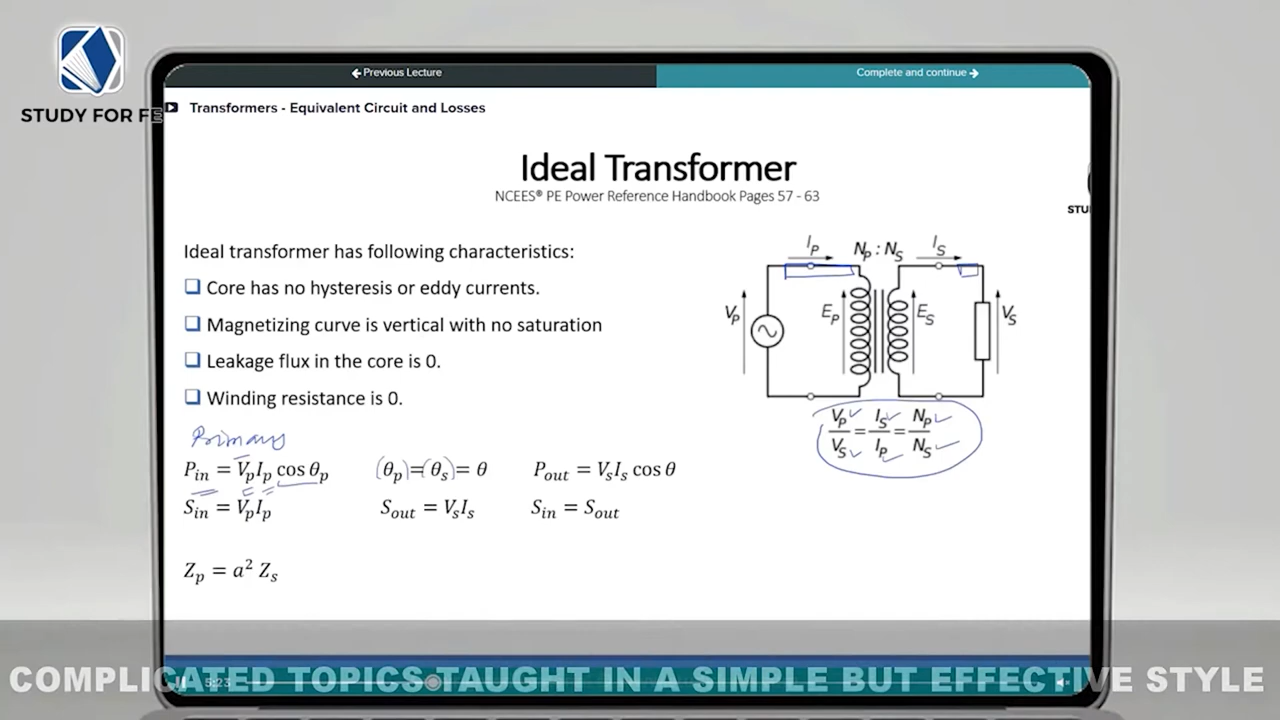 STUDY FOR FE
Previous Lecture
Complete and continue
Transformers - Equivalent Circuit and Losses
Ideal Transformer
NCEES® PE Power Reference Handbook Pages 57 - 63
STU
Ideal transformer has following characteristics:
Core has no hysteresis or eddy currents.
Magnetizing curve is vertical with no saturation
Leakage flux in the core is 0.
Winding resistance is 0.
I_P N_P : N_S I_S
V_P E_P E_S V_S
V_P/V_S = I_S/I_P = N_P/N_S
Primary
P_in = V_p I_p cos θ_p (θ_p)=(θ_s) = θ P_out = V_s I_s cos θ
S_in = V_p I_p S_out = V_s I_s S_in = S_out
Z_p = a² Z_s
5:23
COMPLICATED TOPICS TAUGHT IN A SIMPLE BUT EFFECTIVE STYLE